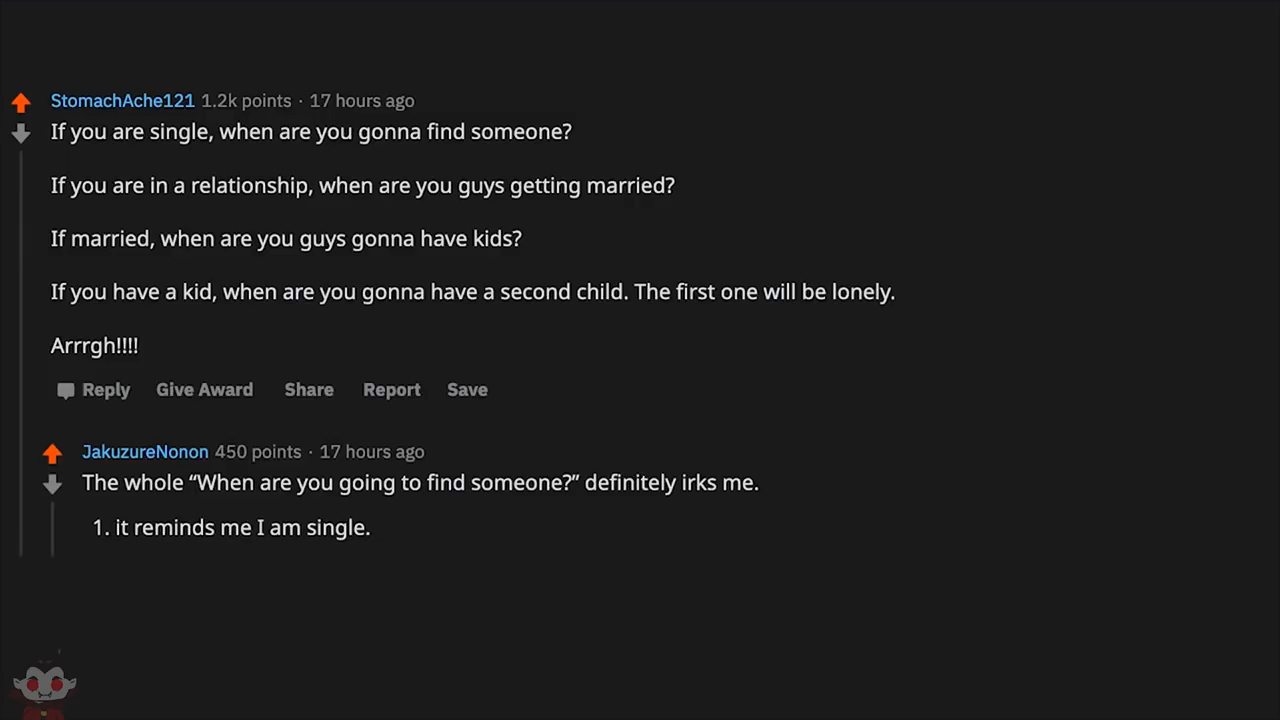 StomachAche121 1.2k points · 17 hours ago
If you are single, when are you gonna find someone?
If you are in a relationship, when are you guys getting married?
If married, when are you guys gonna have kids?
If you have a kid, when are you gonna have a second child. The first one will be lonely.
Arrrgh!!!!
Reply Give Award Share Report Save
JakuzureNonon 450 points · 17 hours ago
The whole “When are you going to find someone?” definitely irks me.
1. it reminds me I am single.